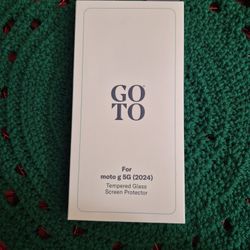 GO
TO
For
moto g 5G (2024)
Tempered Glass
Screen Protector